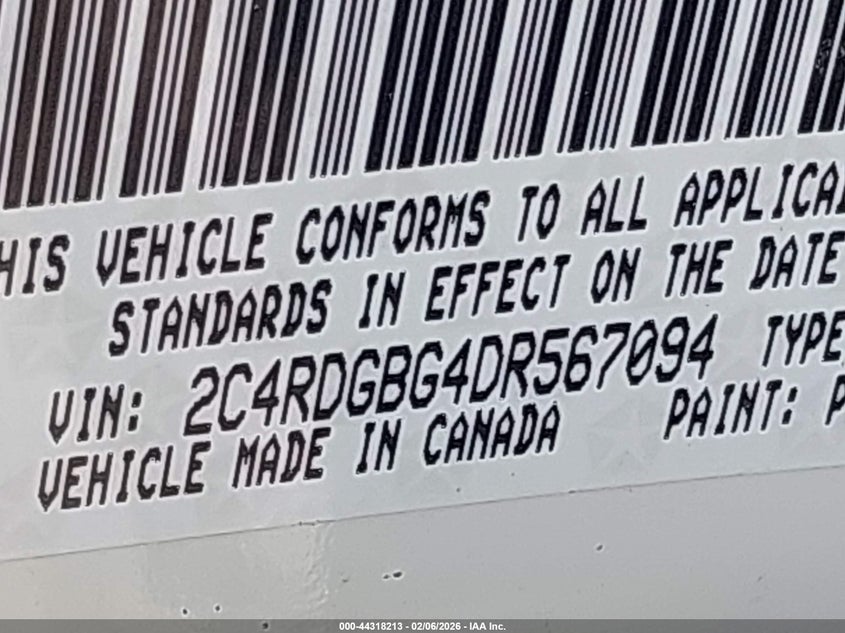 HIS VEHICLE CONFORMS TO ALL APPLICA
STANDARDS IN EFFECT ON THE DATE
VIN: 2C4RDGBG4DR567094 TYPE
VEHICLE MADE IN CANADA PAINT: P
000-44318213 - 02/06/2026 - IAA Inc.